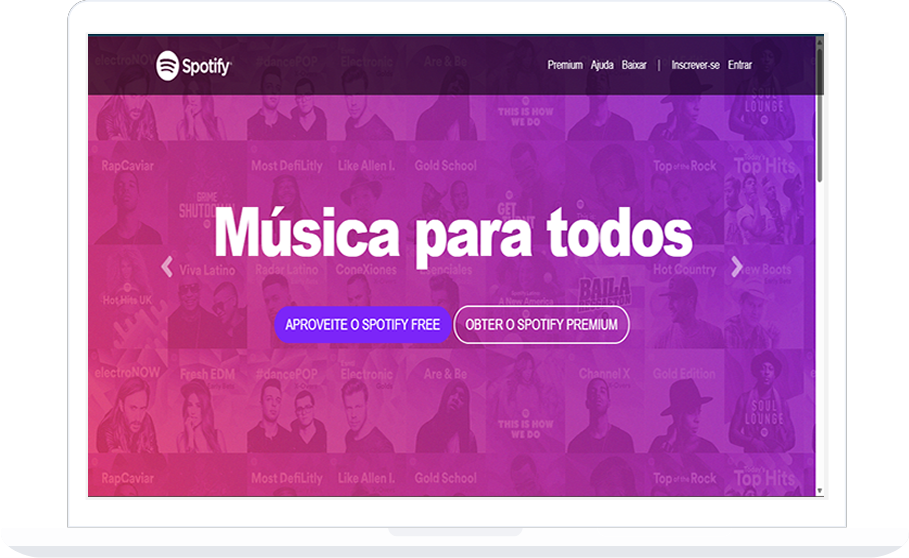 electroNOW
#dancePOP
Electronic
Are & Be
Spotify
Premium Ajuda Baixar | Inscrever-se Entrar
SOUL
LOUNGE
THIS IS HOW
WE DO
RapCaviar
Most DefiLitly
Like Allen I.
Gold School
Top of the Rock
Top Hits
GRIME
SHUTDOWN
Música para todos
Viva Latino
ConeXiones
Hot Country
New Boots
Hot Hits UK
A New America
BAILA
REGGAETON
APROVEITE O SPOTIFY FREE
OBTER O SPOTIFY PREMIUM
electroNOW
Fresh EDM
#dancePOP
Electronic
Are & Be
Channel X
Gold Edition
SOUL
LOUNGE
THIS IS HOW
WE DO
RapCaviar
Most DefiLitly
Like Allen I.
Gold School
Top of the Rock
Top Hits